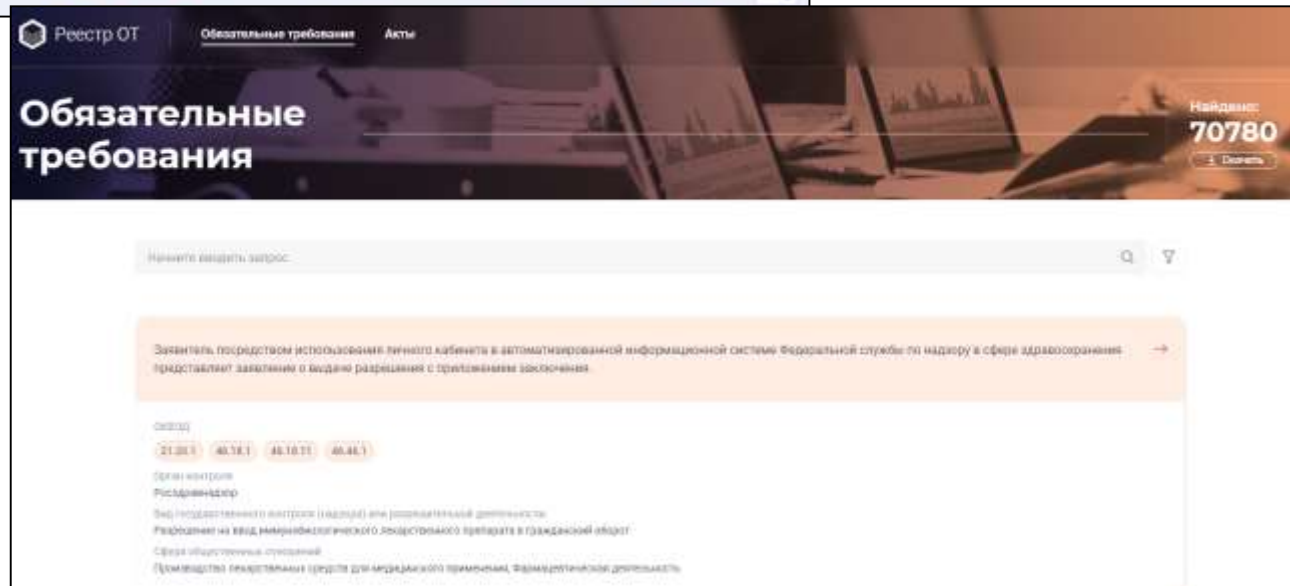 Реестр ОТ
Обязательные требования
Акты
Обязательные
требования
Найдено:
70780
Скачать
Начните вводить запрос
Заявитель посредством использования личного кабинета в автоматизированной информационной системе Федеральной службы по надзору в сфере здравоохранения
представляет заявление о выдаче разрешения с приложением заключения.
ОКВЭД
21.20.1 46.18.1 46.18.11 46.46.1
Орган контроля
Росздравнадзор
Вид государственного контроля (надзора) или разрешительной деятельности
Разрешение на ввод иммунобиологического лекарственного препарата в гражданский оборот
Сфера общественных отношений
Производство лекарственных средств для медицинского применения, Фармацевтическая деятельность